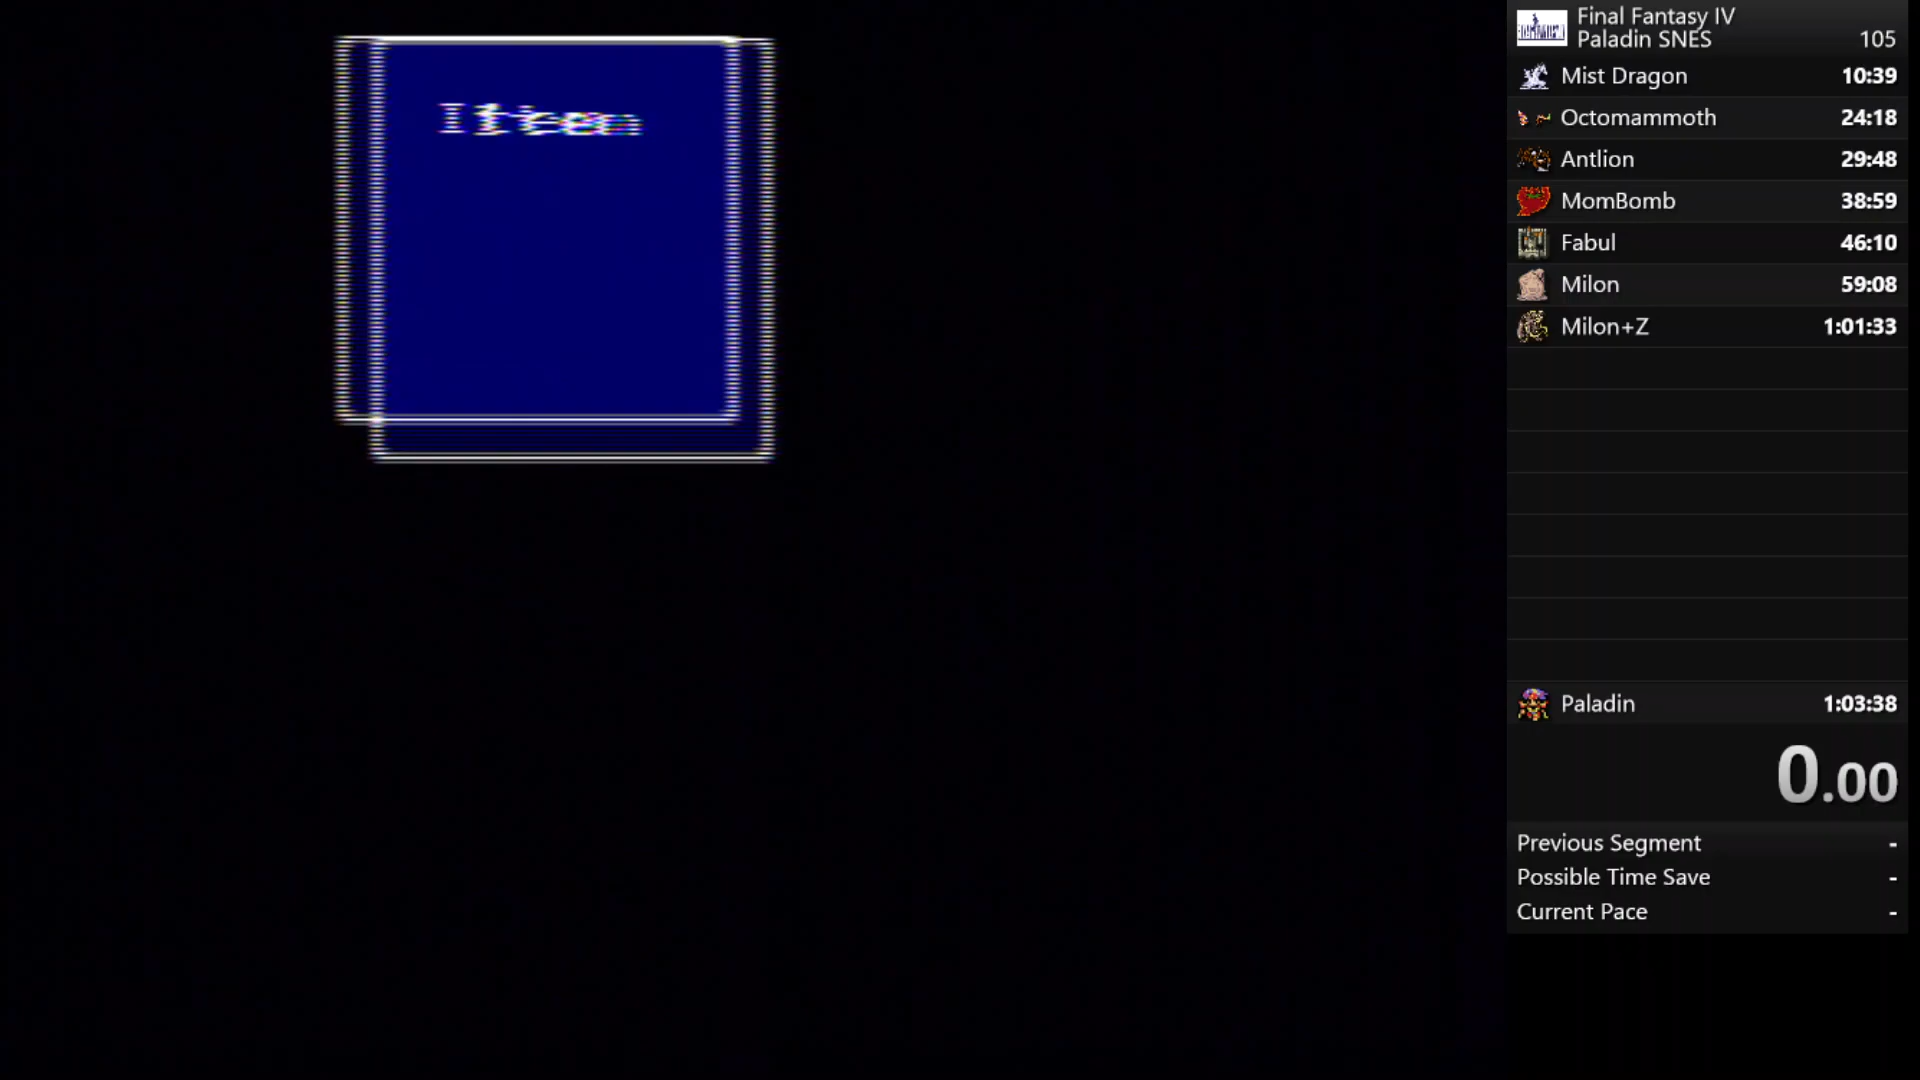 Item
Final Fantasy IV
Paladin SNES 105
Mist Dragon 10:39
Octomammoth 24:18
Antlion 29:48
MomBomb 38:59
Fabul 46:10
Milon 59:08
Milon+Z 1:01:33
Paladin 1:03:38
0.00
Previous Segment -
Possible Time Save -
Current Pace -